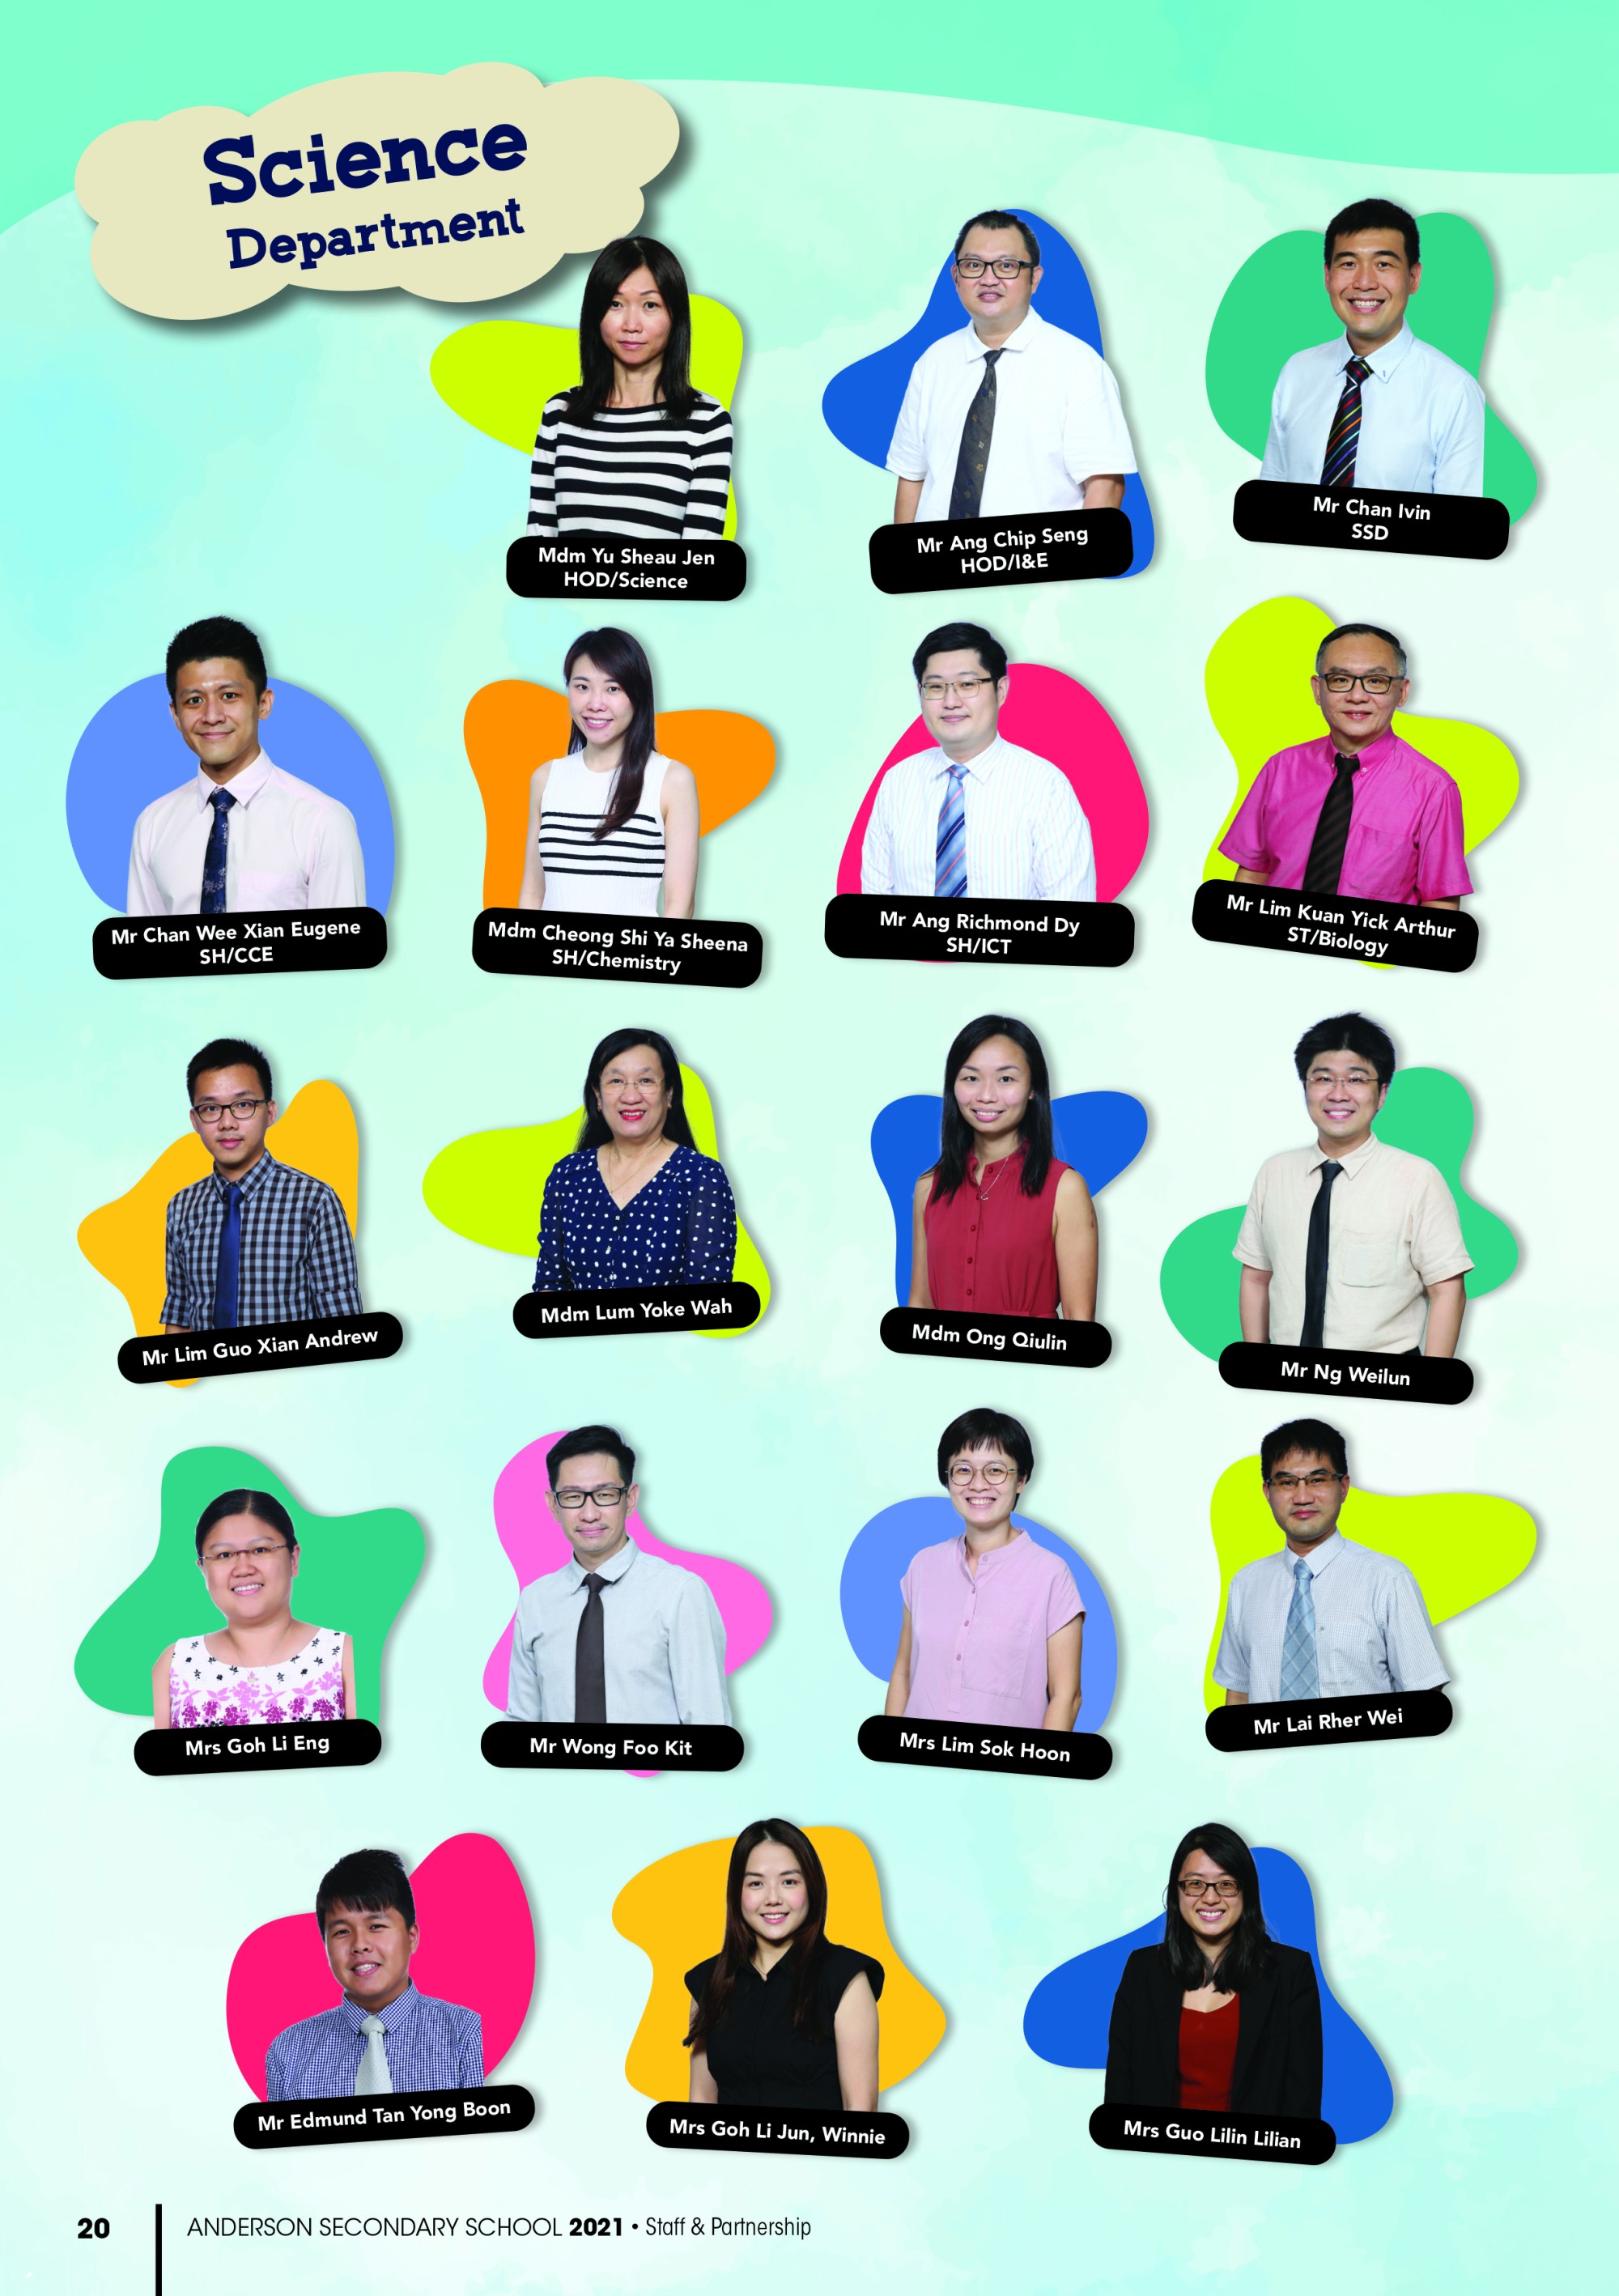 Science
Department
Mdm Yu Sheau Jen
HOD/Science
Mr Ang Chip Seng
HOD/I&E
Mr Chan Ivin
SSD
Mr Chan Wee Xian Eugene
SH/CCE
Mdm Cheong Shi Ya Sheena
SH/Chemistry
Mr Ang Richmond Dy
SH/ICT
Mr Lim Kuan Yick Arthur
ST/Biology
Mr Lim Guo Xian Andrew
Mdm Lum Yoke Wah
Mdm Ong Qiulin
Mr Ng Weilun
Mrs Goh Li Eng
Mr Wong Foo Kit
Mrs Lim Sok Hoon
Mr Lai Rher Wei
Mr Edmund Tan Yong Boon
Mrs Goh Li Jun, Winnie
Mrs Guo Lilin Lilian
20
ANDERSON SECONDARY SCHOOL 2021 • Staff & Partnership